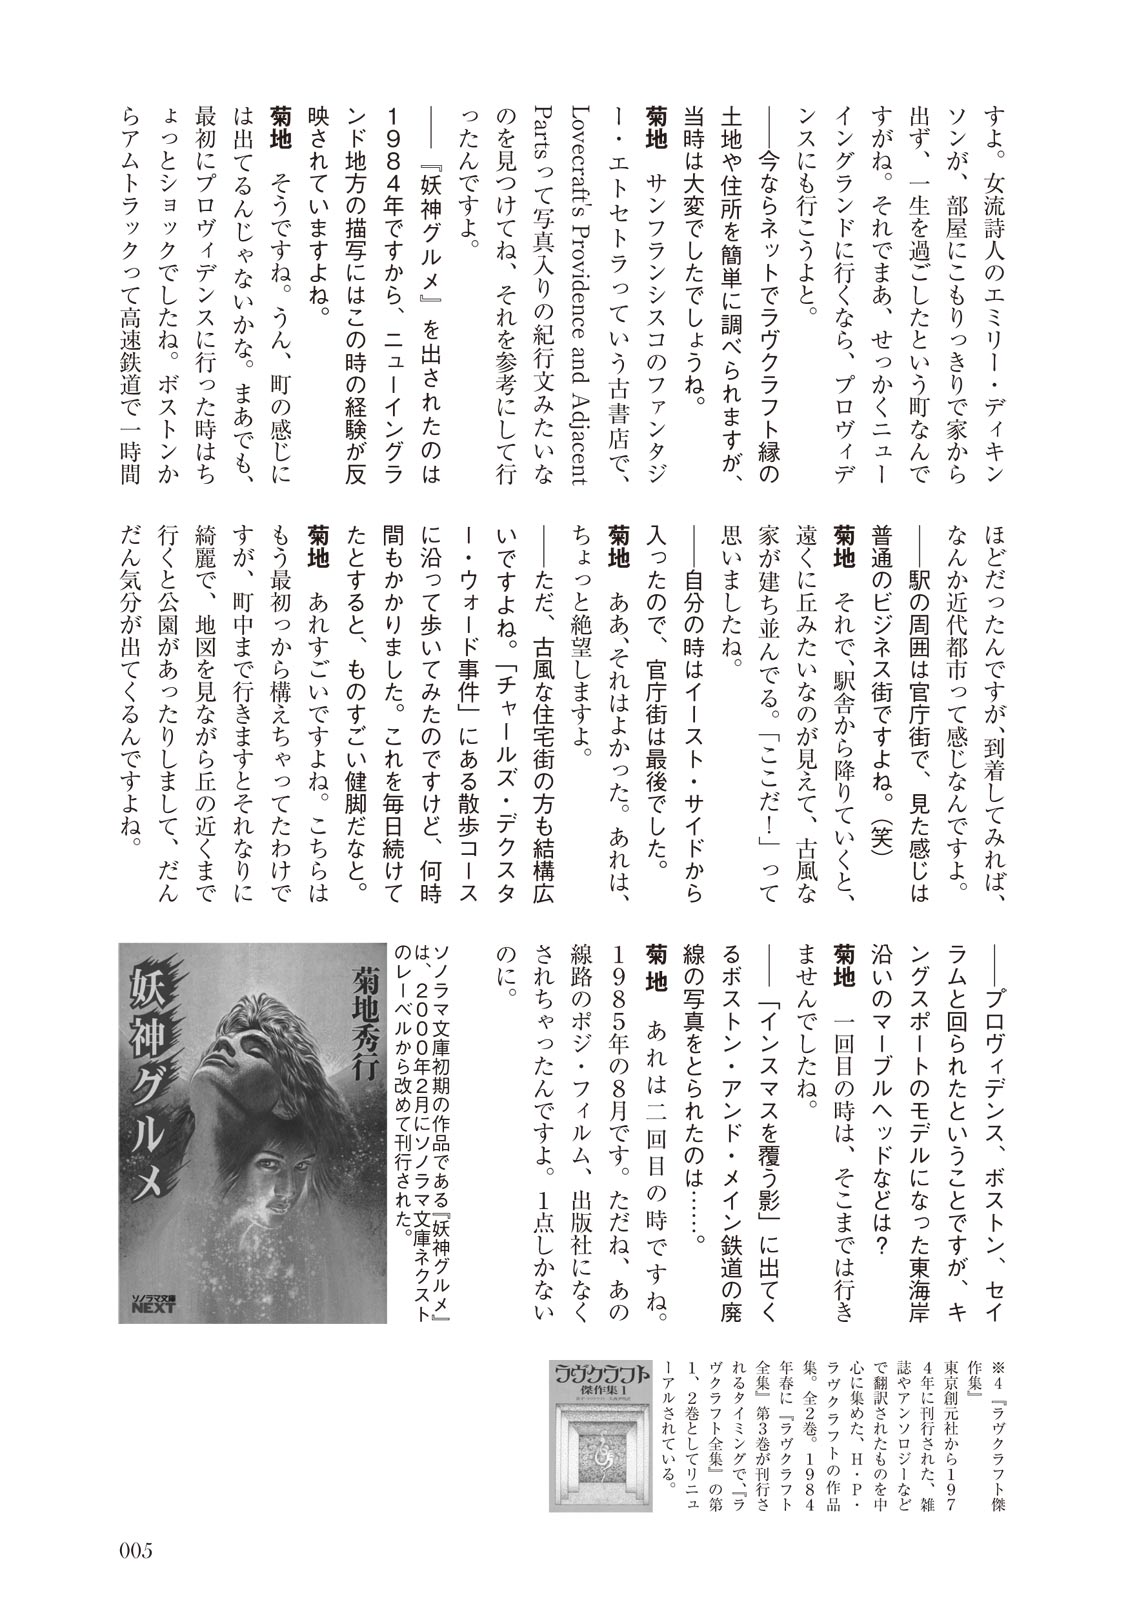 すよ。女流詩人のエミリー・ディキン
ソンが、部屋にこもりっきりで家から
出ず、一生を過ごしたという町なんで
すがね。それでまあ、せっかくニュー
イングランドに行くなら、プロヴィデ
ンスにも行こうよと。
――今ならネットでラヴクラフト縁の
土地や住所を簡単に調べられますが、
当時は大変でしたでしょうね。
菊地　サンフランシスコのファンタジ
ー・エトセトラっていう古書店で、
Lovecraft's Providence and Adjacent
Parts って写真入りの紀行文みたいな
のを見つけてね、それを参考にして行
ったんですよ。
――『妖神グルメ』を出されたのは
1984年ですから、ニューイングラ
ンド地方の描写にはこの時の経験が反
映されていますよね。
菊地　そうですね。うん、町の感じに
は出てるんじゃないかな。まあでも、
最初にプロヴィデンスに行った時はち
ょっとショックでしたね。ボストンか
らアムトラックって高速鉄道で一時間
ほどだったんですが、到着してみれば、
なんか近代都市って感じなんですよ。
――駅の周囲は官庁街で、見た感じは
普通のビジネス街ですよね。（笑）
菊地　それで、駅舎から降りていくと、
遠くに丘みたいなのが見えて、古風な
家が建ち並んでる。「ここだ！」って
思いましたね。
――自分の時はイースト・サイドから
入ったので、官庁街は最後でした。
菊地　ああ、それはよかった。あれは、
ちょっと絶望しますよ。
――ただ、古風な住宅街の方も結構広
いですよね。「チャールズ・デクスタ
ー・ウォード事件」にある散歩コース
に沿って歩いてみたのですけど、何時
間もかかりました。これを毎日続けて
たとすると、ものすごい健脚だなと。
菊地　あれすごいですよね。こちらは
もう最初っから構えちゃってたわけで
すが、町中まで行きますとそれなりに
綺麗で、地図を見ながら丘の近くまで
行くと公園があったりしまして、だん
だん気分が出てくるんですよね。
――プロヴィデンス、ボストン、セイ
ラムと回られたということですが、キ
ングスポートのモデルになった東海岸
沿いのマーブルヘッドなどは？
菊地　一回目の時は、そこまでは行き
ませんでしたね。
――「インスマスを覆う影」に出てく
るボストン・アンド・メイン鉄道の廃
線の写真をとられたのは……。
菊地　あれは二回目の時ですね。
1985年の8月です。ただね、あの
線路のポジ・フィルム、出版社になく
されちゃったんですよ。1点しかない
のに。
ソノラマ文庫初期の作品である『妖神グルメ』
は、2000年2月にソノラマ文庫ネクスト
のレーベルから改めて刊行された。
菊地秀行
妖神グルメ
ソノラマ文庫
NEXT
※4『ラヴクラフト傑
作集』
東京創元社から197
4年に刊行された、雑
誌やアンソロジーなど
で翻訳されたものを中
心に集めた、H・P・
ラヴクラフトの作品
集。全2巻。1984
年春に『ラヴクラフト
全集』第3巻が刊行さ
れるタイミングで、『ラ
ヴクラフト全集』の第
1、2巻としてリニュ
ーアルされている。
ラヴクラフト
傑作集1
005